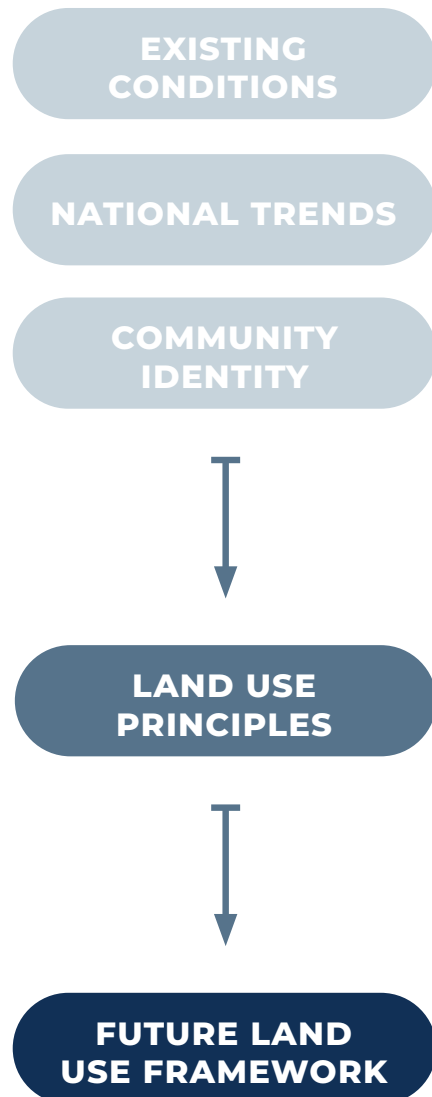 EXISTING
CONDITIONS
NATIONAL TRENDS
COMMUNITY
IDENTITY
LAND USE
PRINCIPLES
FUTURE LAND
USE FRAMEWORK